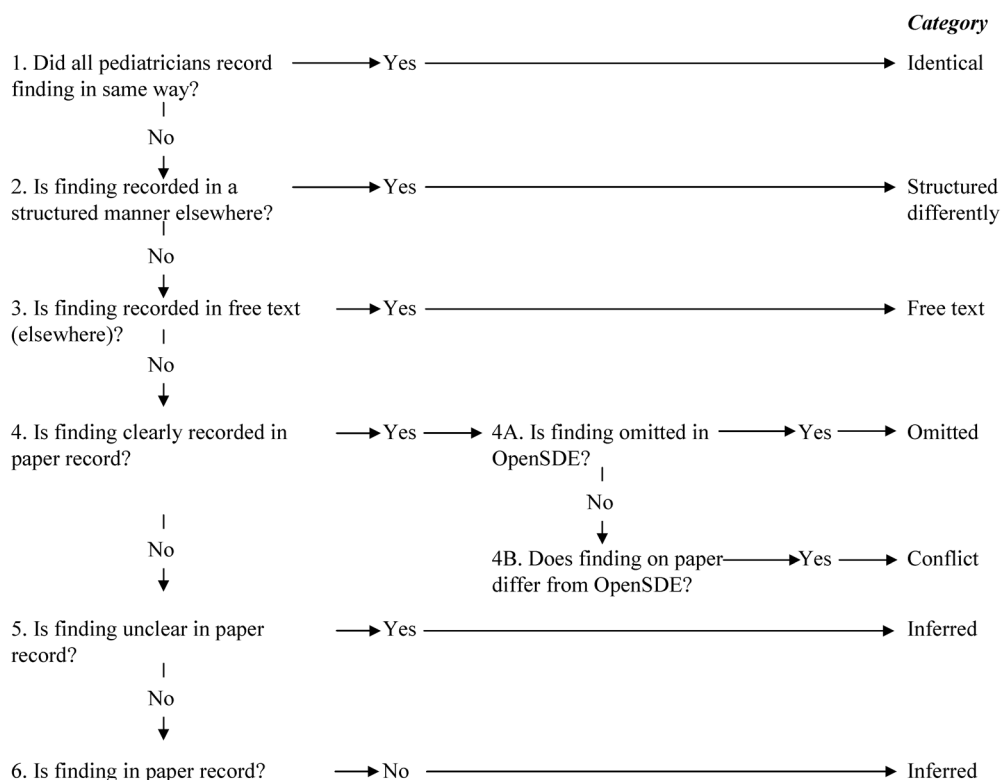 Category
1. Did all pediatricians record
finding in same way?
Yes
Identical
No
2. Is finding recorded in a
structured manner elsewhere?
Yes
Structured
differently
No
3. Is finding recorded in free text
(elsewhere)?
Yes
Free text
No
4. Is finding clearly recorded in
paper record?
Yes
4A. Is finding omitted in
OpenSDE?
Yes
Omitted
No
No
4B. Does finding on paper
differ from OpenSDE?
Yes
Conflict
5. Is finding unclear in paper
record?
Yes
Inferred
No
6. Is finding in paper record?
No
Inferred